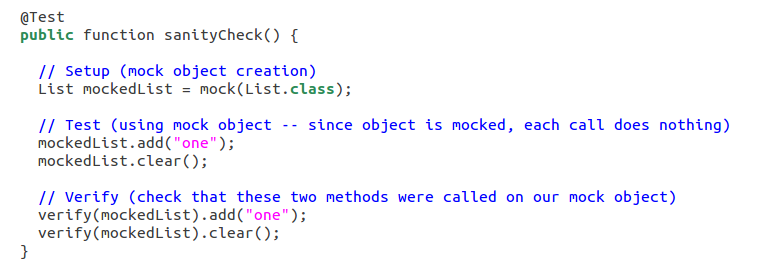 @Test
public function sanityCheck() {
// Setup (mock object creation)
List mockedList = mock(List.class);
// Test (using mock object -- since object is mocked, each call does nothing)
mockedList.add("one");
mockedList.clear();
// Verify (check that these two methods were called on our mock object)
verify(mockedList).add("one");
verify(mockedList).clear();
}